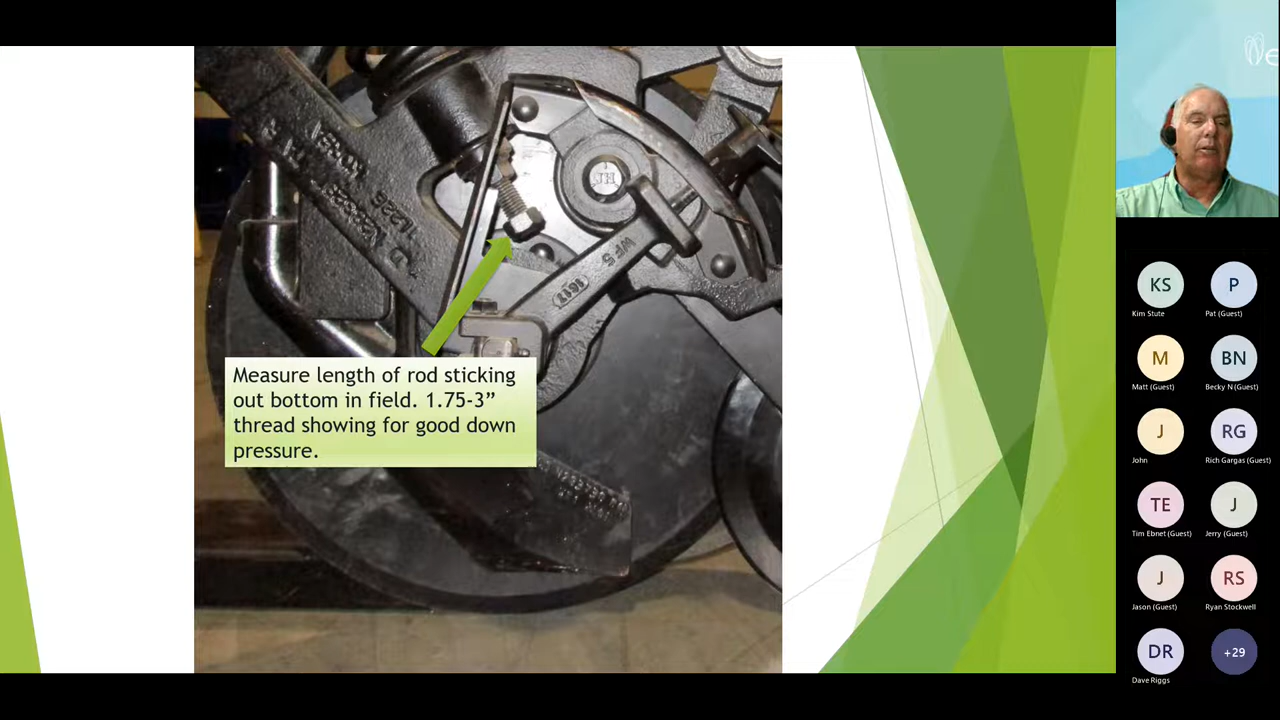 Measure length of rod sticking
out bottom in field. 1.75-3”
thread showing for good down
pressure.
WF 5
KS
Kim Stute
P
Pat (Guest)
M
Matt (Guest)
BN
Becky N (Guest)
J
John
RG
Rich Gargas (Guest)
TE
Tim Ebnet (Guest)
J
Jerry (Guest)
J
Jason (Guest)
RS
Ryan Stockwell
DR
Dave Riggs
+29